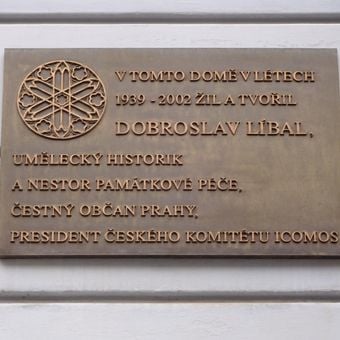 V TOMTO DOMĚ V LÉTECH
1939 - 2002 ŽIL A TVOŘIL
DOBROSLAV LÍBAL,
UMĚLECKÝ HISTORIK
A NESTOR PAMÁTKOVÉ PÉČE,
ČESTNÝ OBČAN PRAHY,
PRESIDENT ČESKÉHO KOMITÉTU ICOMOS